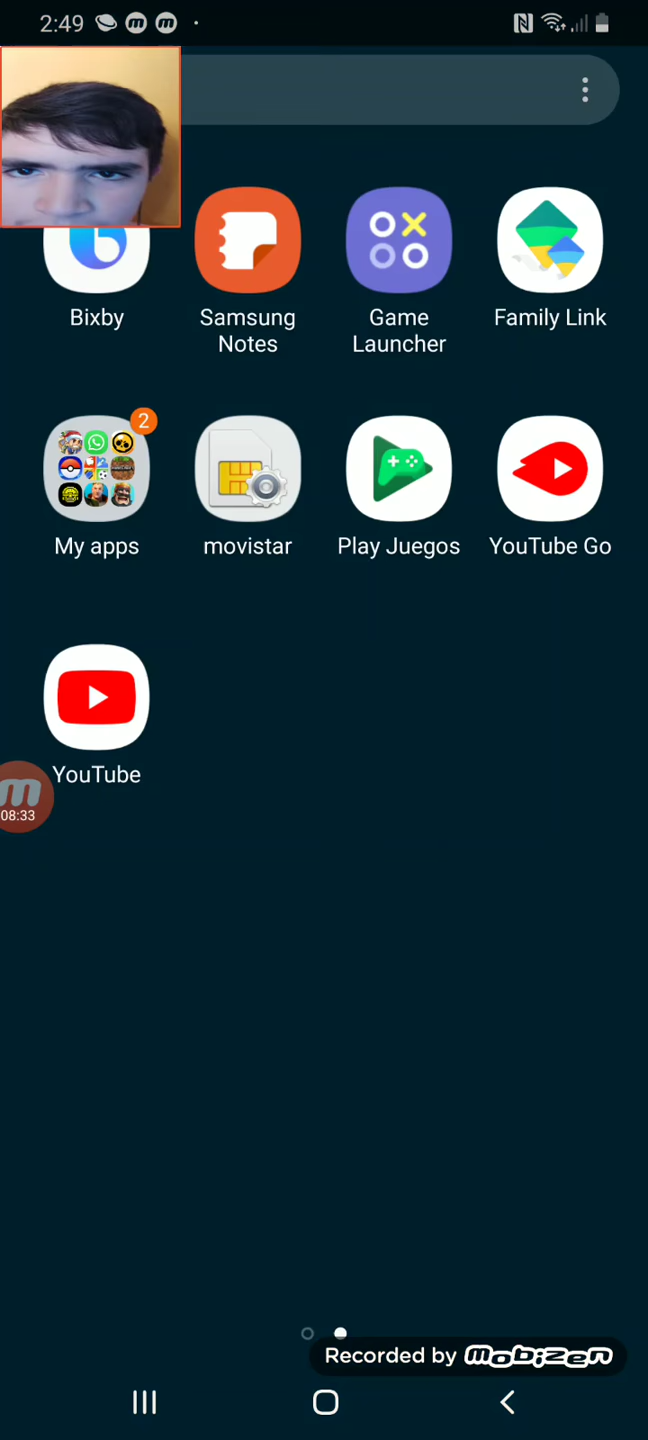 2:49
Bixby
Samsung
Notes
Game
Launcher
Family Link
2
My apps
movistar
Play Juegos
YouTube Go
YouTube
08:33
Recorded by mobizen